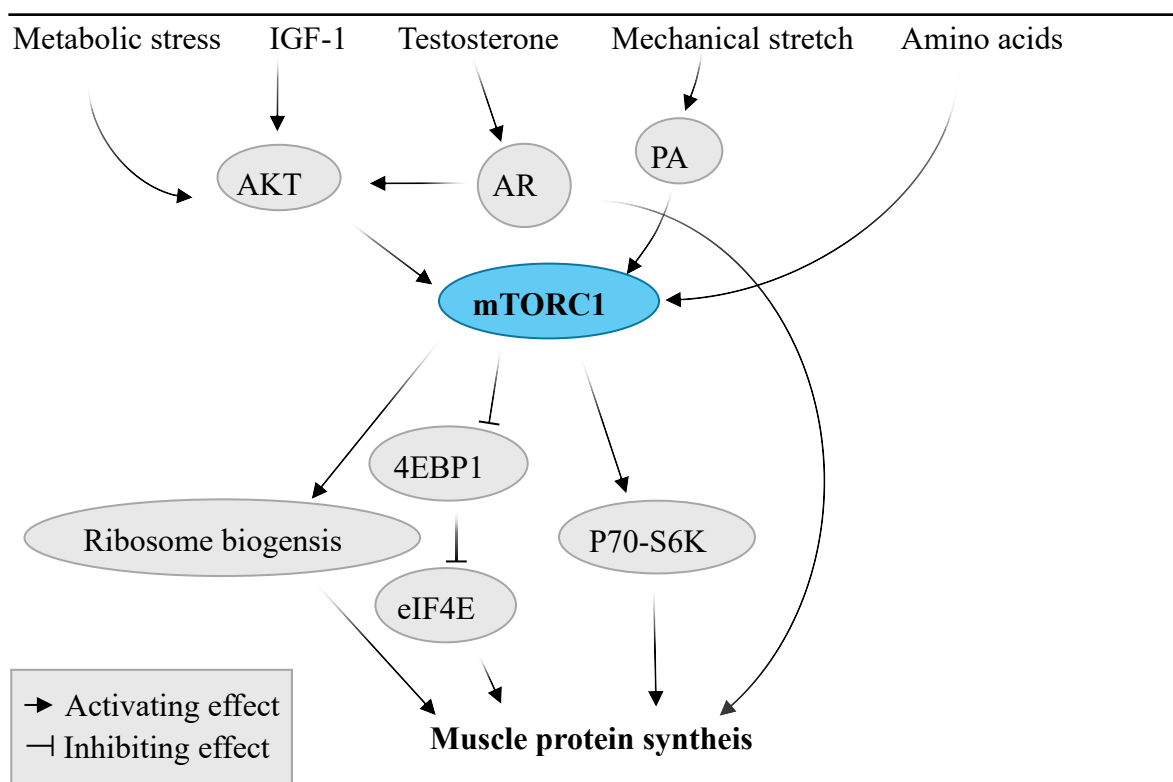 Metabolic stress IGF-1 Testosterone Mechanical stretch Amino acids
PA
AKT AR
mTORC1
4EBP1
Ribosome biogensis P70-S6K
eIF4E
Activating effect
Muscle protein syntheis
Inhibiting effect